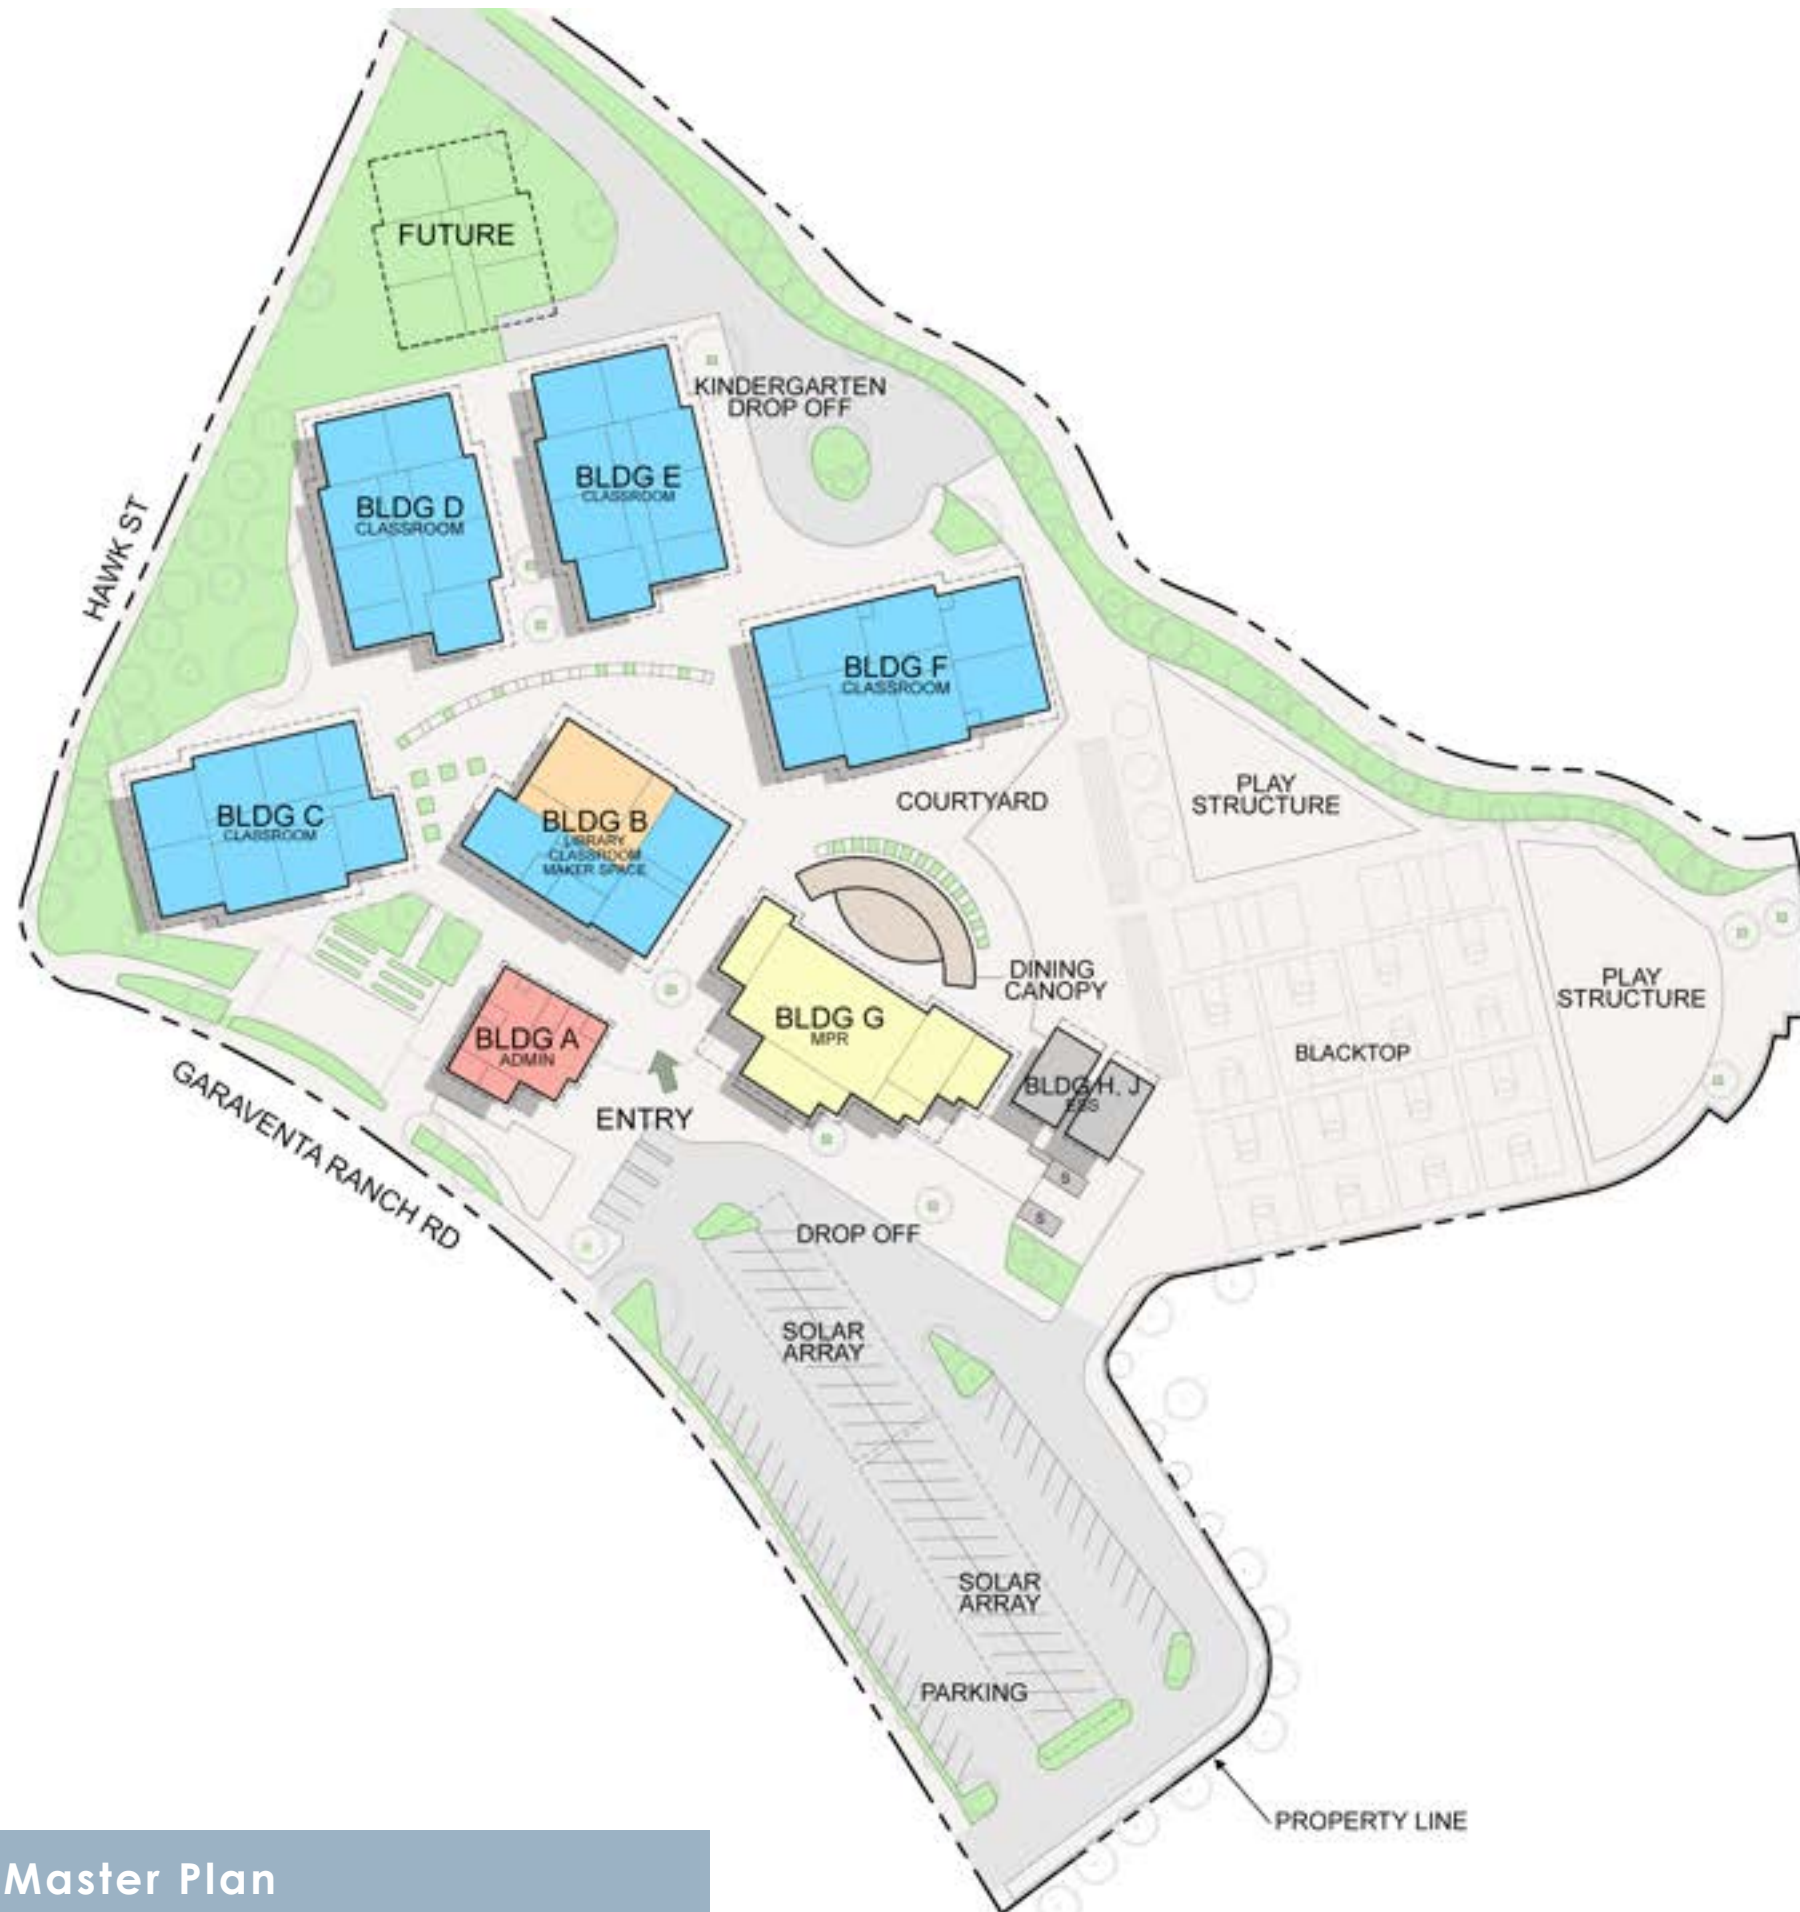 FUTURE
KINDERGARTEN
DROP OFF
BLDG E
CLASSROOM
BLDG D
CLASSROOM
HAWK ST
BLDG F
CLASSROOM
PLAY
STRUCTURE
COURTYARD
BLDG C
CLASSROOM
BLDG B
LIBRARY
CLASSROOM
MAKER SPACE
DINING
CANOPY
PLAY
STRUCTURE
BLDG G
MPR
BLDG A
ADMIN
BLACKTOP
BLDG H, J
ESS
ENTRY
GARAVENTA RANCH RD
DROP OFF
SOLAR
ARRAY
SOLAR
ARRAY
PARKING
PROPERTY LINE
Master Plan